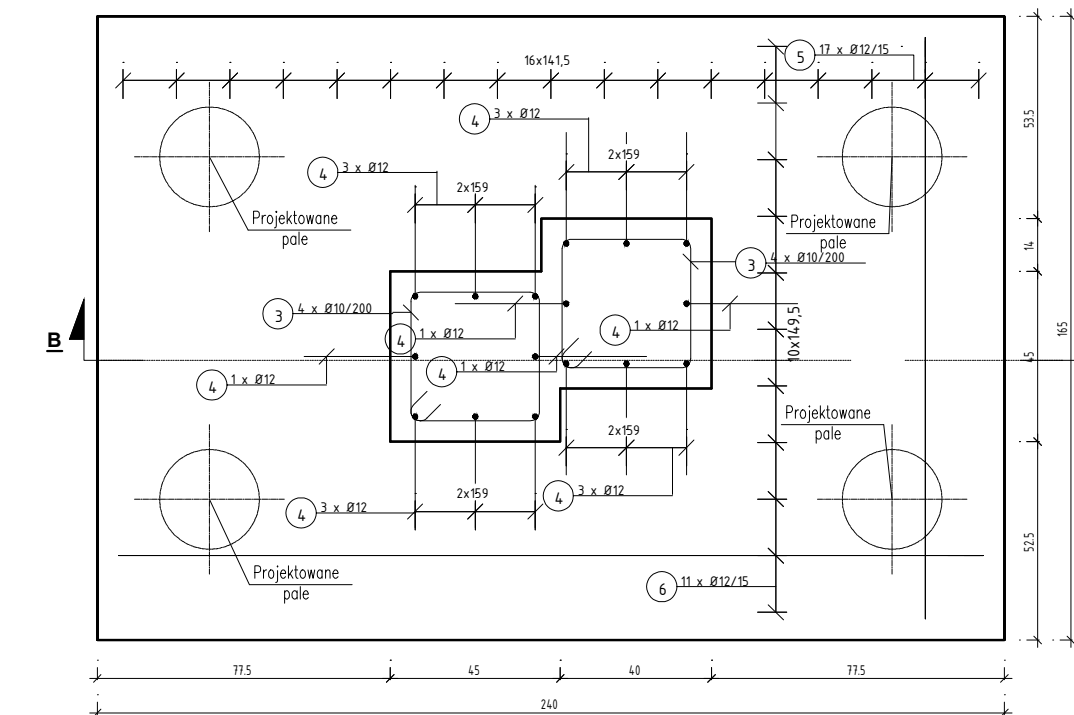 16x141,5
5
17 x Ø12/15
4
3 x Ø12
2x159
4
3 x Ø12
2x159
53.5
Projektowane
pale
Projektowane
pale
14
3
4 x Ø10/200
3
4 x Ø10/200
4
1 x Ø12
4
1 x Ø12
10x149,5
B
4
1 x Ø12
4
1 x Ø12
45
165
Projektowane
pale
2x159
2x159
4
3 x Ø12
4
3 x Ø12
52.5
Projektowane
pale
6
11 x Ø12/15
77.5
45
40
77.5
240